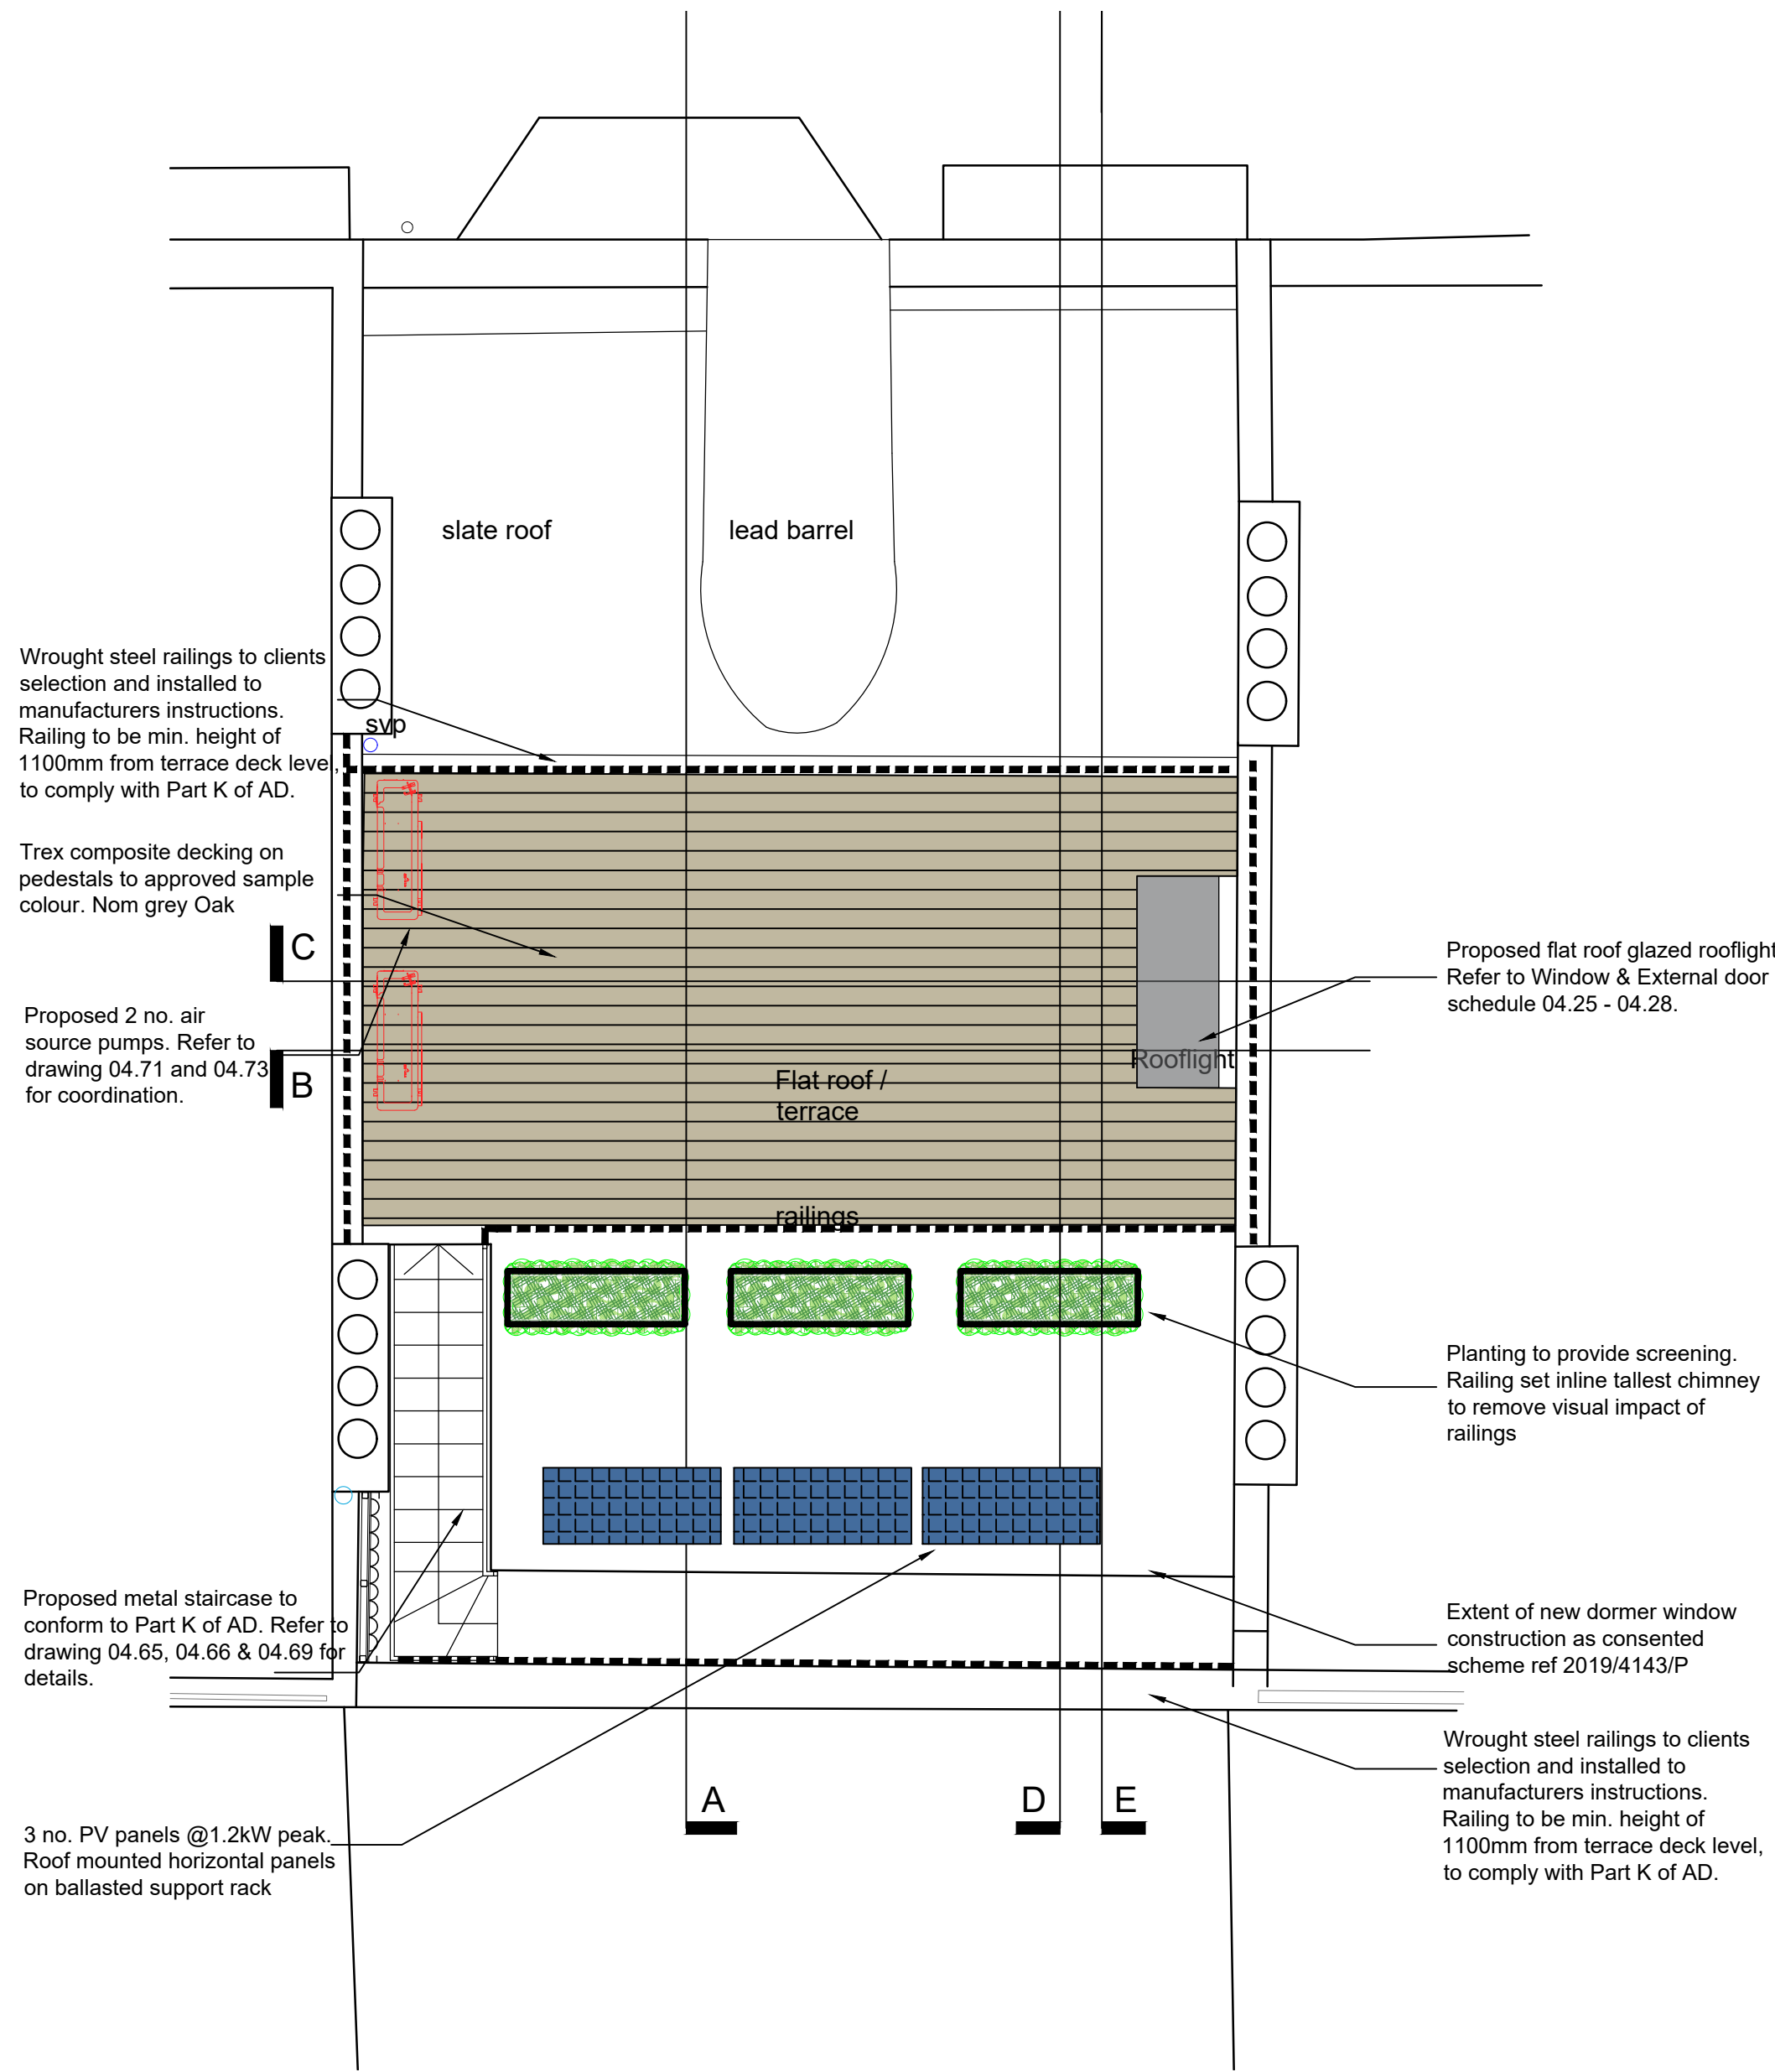 slate roof
lead barrel
Wrought steel railings to clients
selection and installed to
manufacturers instructions.
Railing to be min. height of
1100mm from terrace deck level,
to comply with Part K of AD.
svp
Trex composite decking on
pedestals to approved sample
colour. Nom grey Oak
C
Proposed flat roof glazed rooflight
Refer to Window & External door
schedule 04.25 - 04.28.
Proposed 2 no. air
source pumps. Refer to
drawing 04.71 and 04.73
for coordination.
B
Rooflight
Flat roof /
terrace
railings
Planting to provide screening.
Railing set inline tallest chimney
to remove visual impact of
railings
Proposed metal staircase to
conform to Part K of AD. Refer to
drawing 04.65, 04.66 & 04.69 for
details.
Extent of new dormer window
construction as consented
scheme ref 2019/4143/P
Wrought steel railings to clients
selection and installed to
manufacturers instructions.
Railing to be min. height of
1100mm from terrace deck level,
to comply with Part K of AD.
A
D
E
3 no. PV panels @1.2kW peak.
Roof mounted horizontal panels
on ballasted support rack